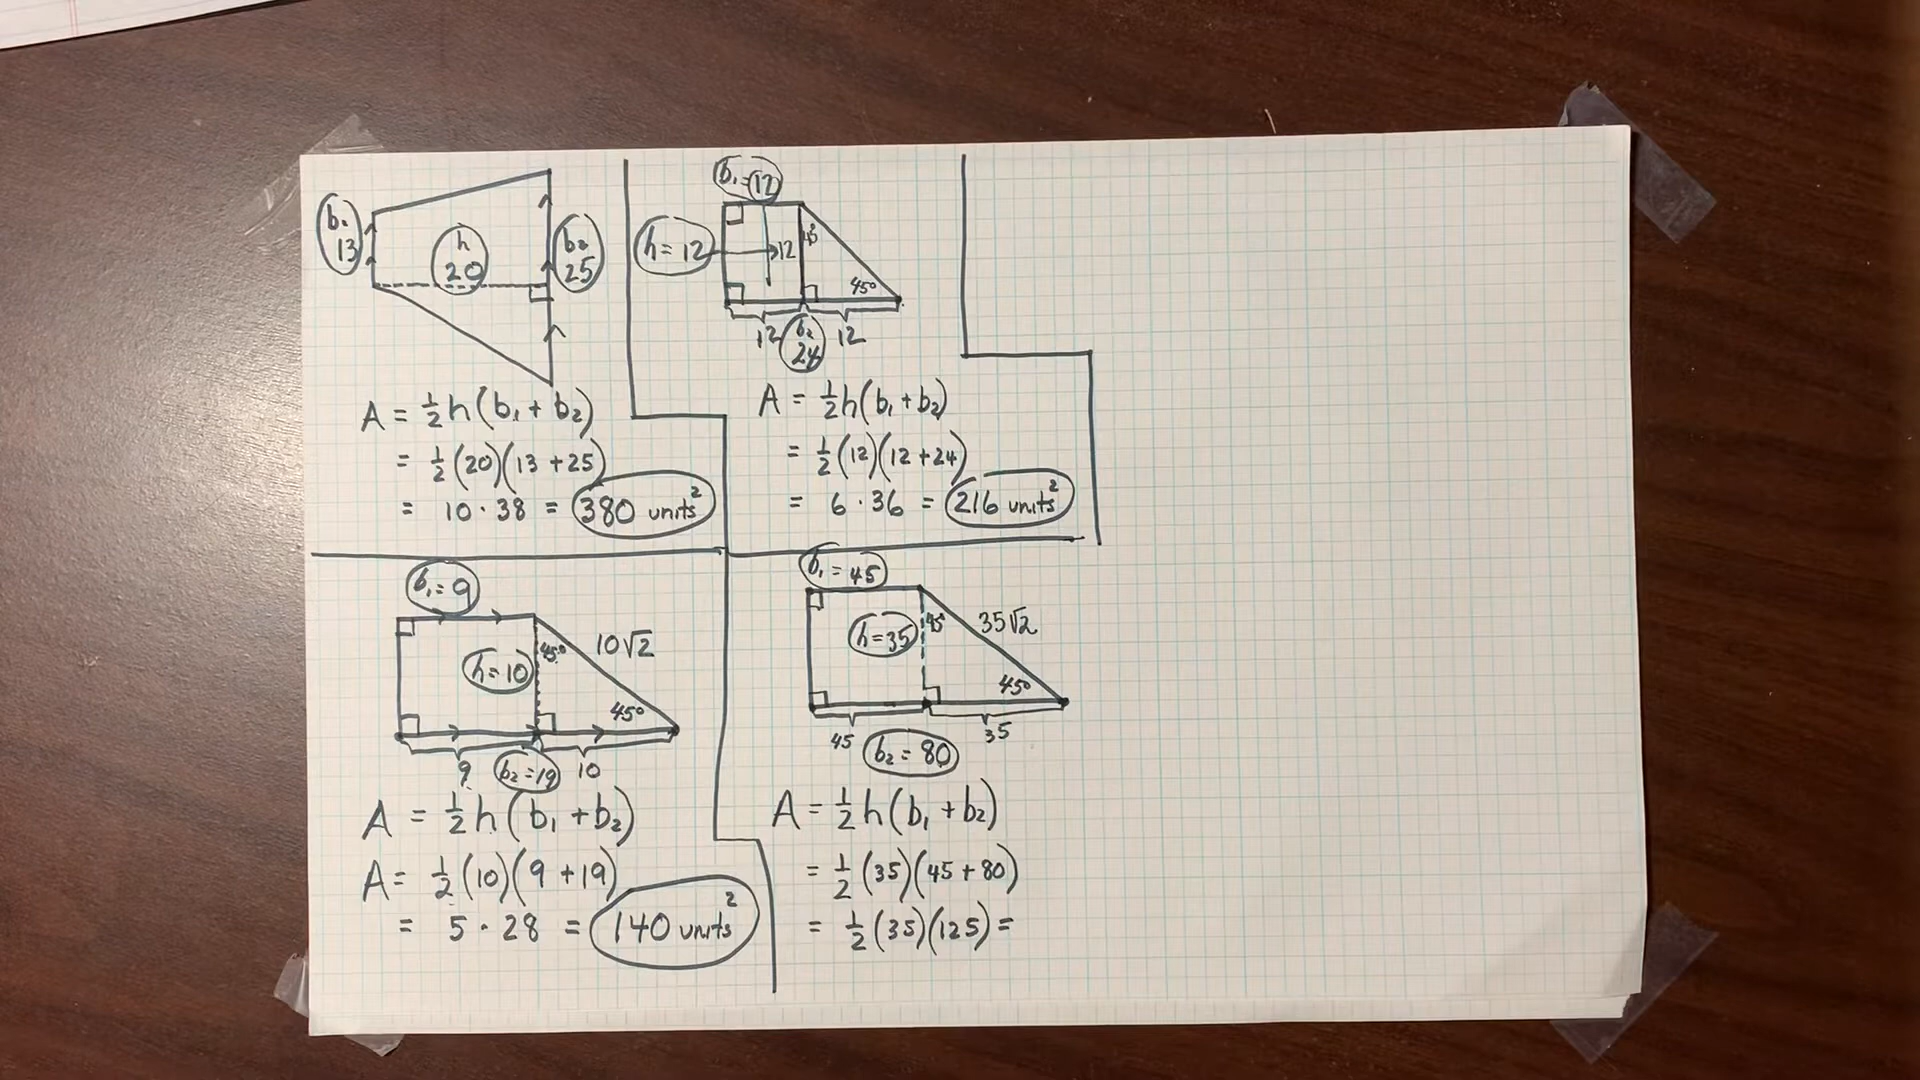 b₁
13
h
20
b₂
25
A = ½h(b₁ + b₂)
= ½(20)(13 + 25)
= 10 · 38 = 380 units²
b₁ = 12
h = 12
12
45°
45°
12
b₂
24
12
A = ½h(b₁ + b₂)
= ½(12)(12 + 24)
= 6 · 36 = 216 units²
b₁ = 9
h = 10
45°
10√2
45°
9
b₂ = 19
10
A = ½h(b₁ + b₂)
A = ½(10)(9 + 19)
= 5 · 28 = 140 units²
b₁ = 45
h = 35
45°
35√2
45°
45
35
b₂ = 80
A = ½h(b₁ + b₂)
= ½(35)(45 + 80)
= ½(35)(125) =